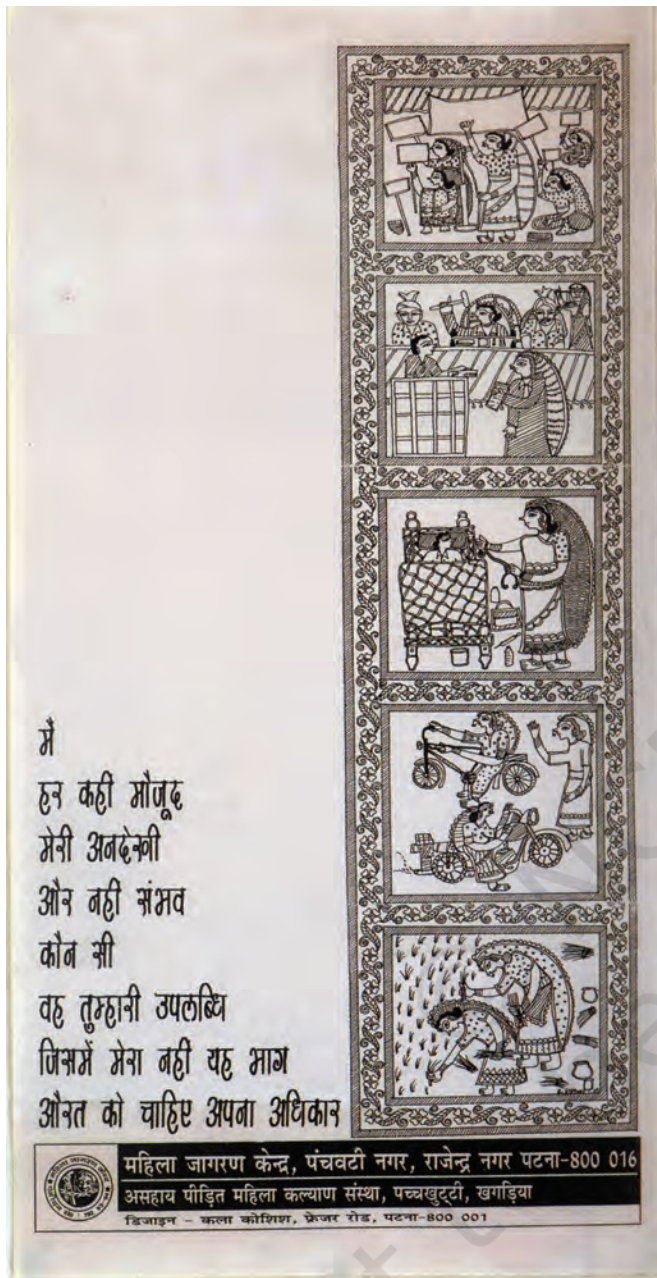 मैं
हर कहीं मौजूद
मेरी अनदेखी
और नहीं संभव
कौन सी
वह तुम्हारी उपलब्धि
जिसमें मेरा नहीं यह भाग
औरत को चाहिए अपना अधिकार
महिला जागरण केन्द्र, पंचवटी नगर, राजेन्द्र नगर पटना-800 016
असहाय पीड़ित महिला कल्याण संस्था, पच्चखुट्टी, खगड़िया
डिजाइन - कला कोशिश, फ्रेजर रोड, पटना-800 001